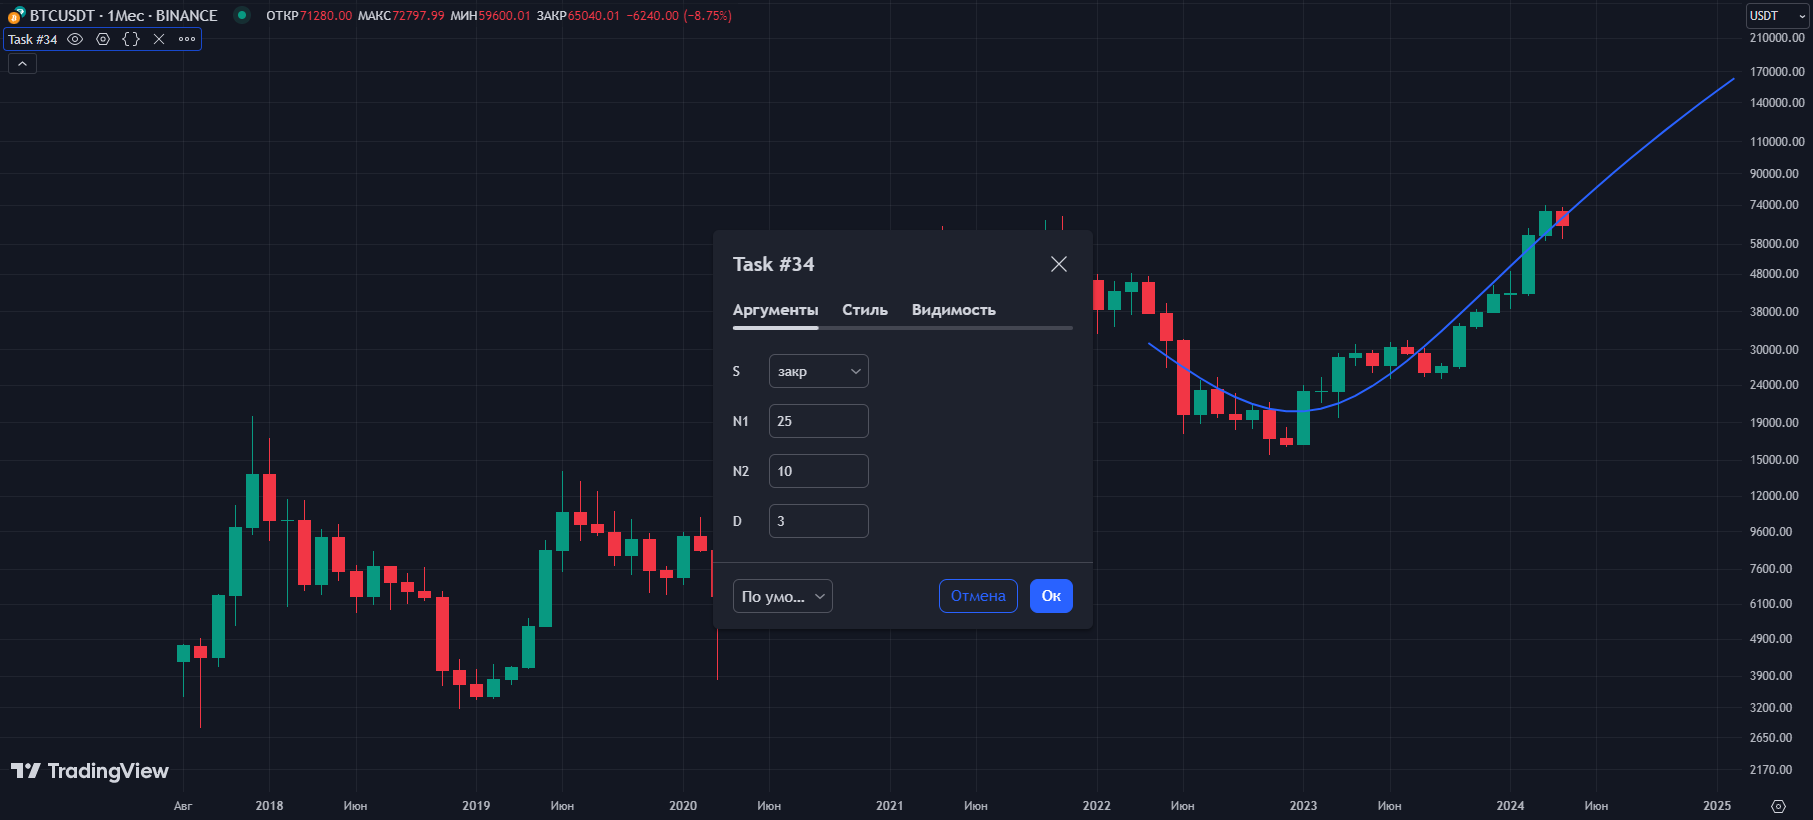 BTCUSDT · 1Мес · BINANCE ОТКР71280.00 МАКС72797.99 МИН59600.01 ЗАКР65040.01 −6240.00 (−8.75%)
USDT
Task #34
210000.00
170000.00
140000.00
110000.00
90000.00
74000.00
58000.00
48000.00
38000.00
30000.00
24000.00
19000.00
15000.00
12000.00
9600.00
7600.00
6100.00
4900.00
3900.00
3200.00
2650.00
2170.00
Task #34
Аргументы Стиль Видимость
S закр
N1 25
N2 10
D 3
По умо... Отмена Ок
TradingView
Авг 2018 Июн 2019 Июн 2020 Июн 2021 Июн 2022 Июн 2023 Июн 2024 Июн 2025